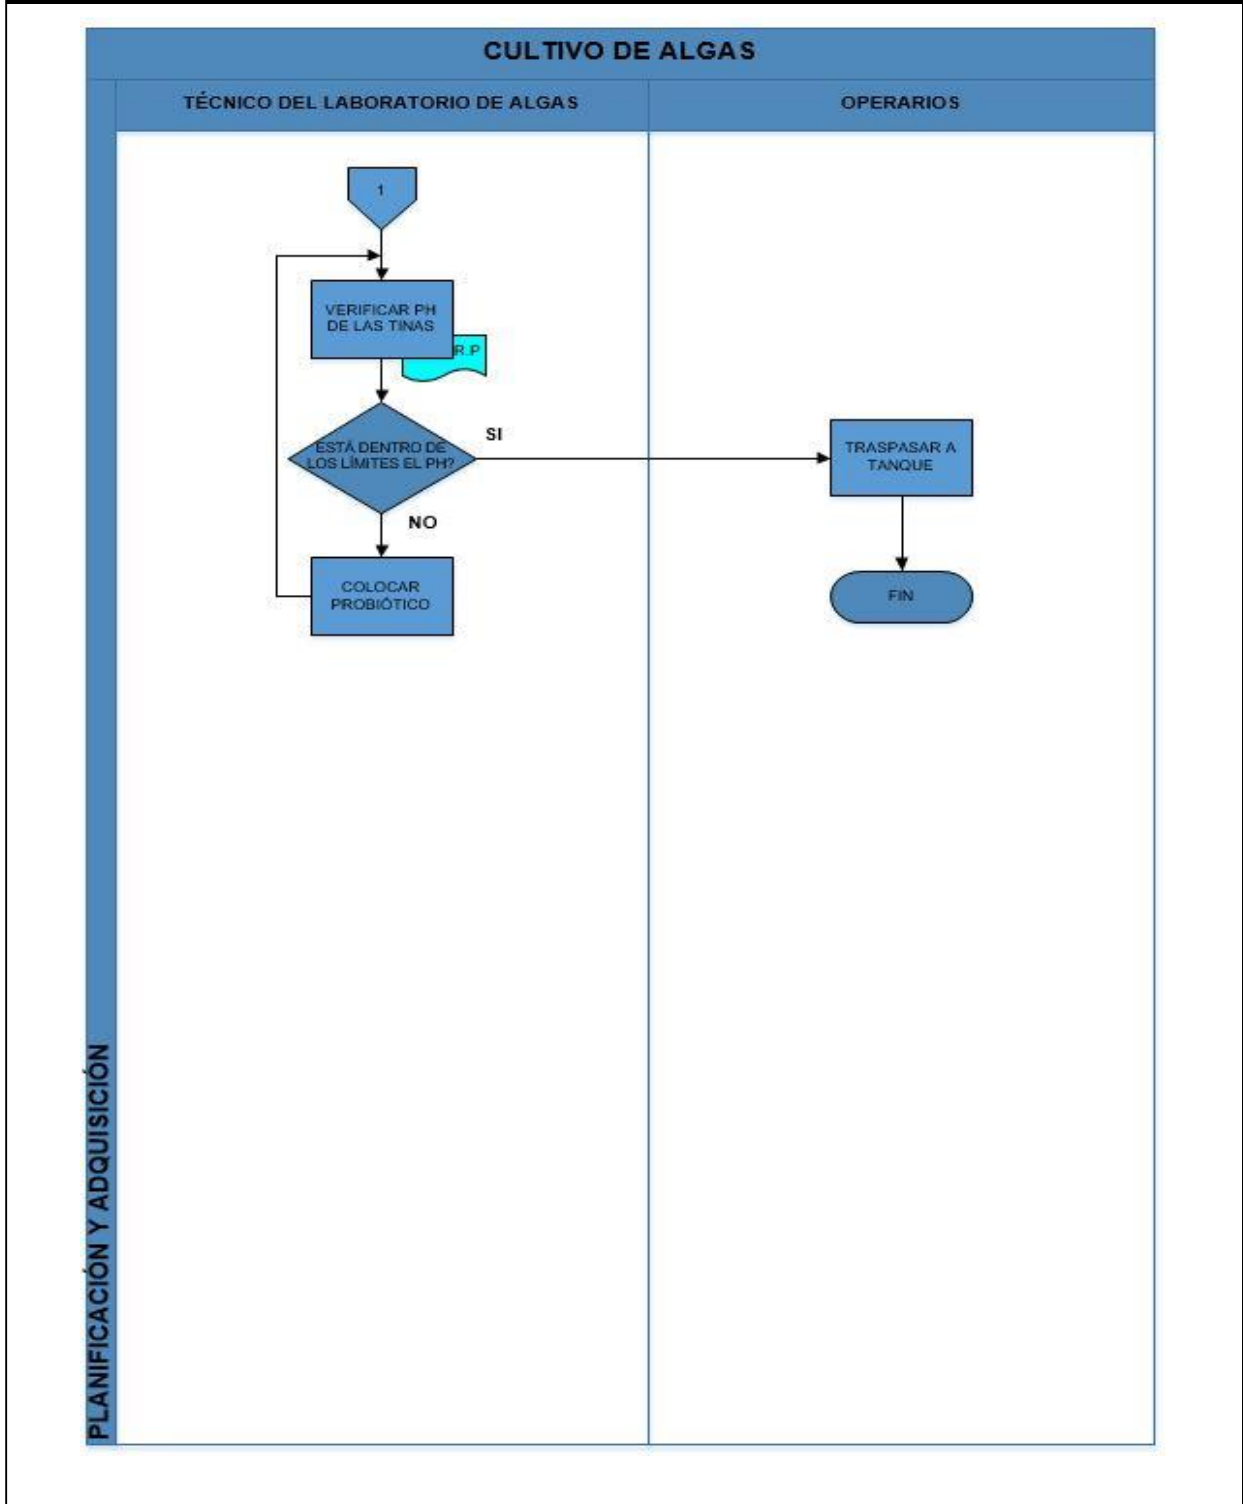 CULTIVO DE ALGAS
TÉCNICO DEL LABORATORIO DE ALGAS
OPERARIOS
PLANIFICACIÓN Y ADQUISICIÓN
1
VERIFICAR PH
DE LAS TINAS
R.P
ESTÁ DENTRO DE
LOS LÍMITES EL PH?
SI
NO
COLOCAR
PROBIÓTICO
TRASPASAR A
TANQUE
FIN